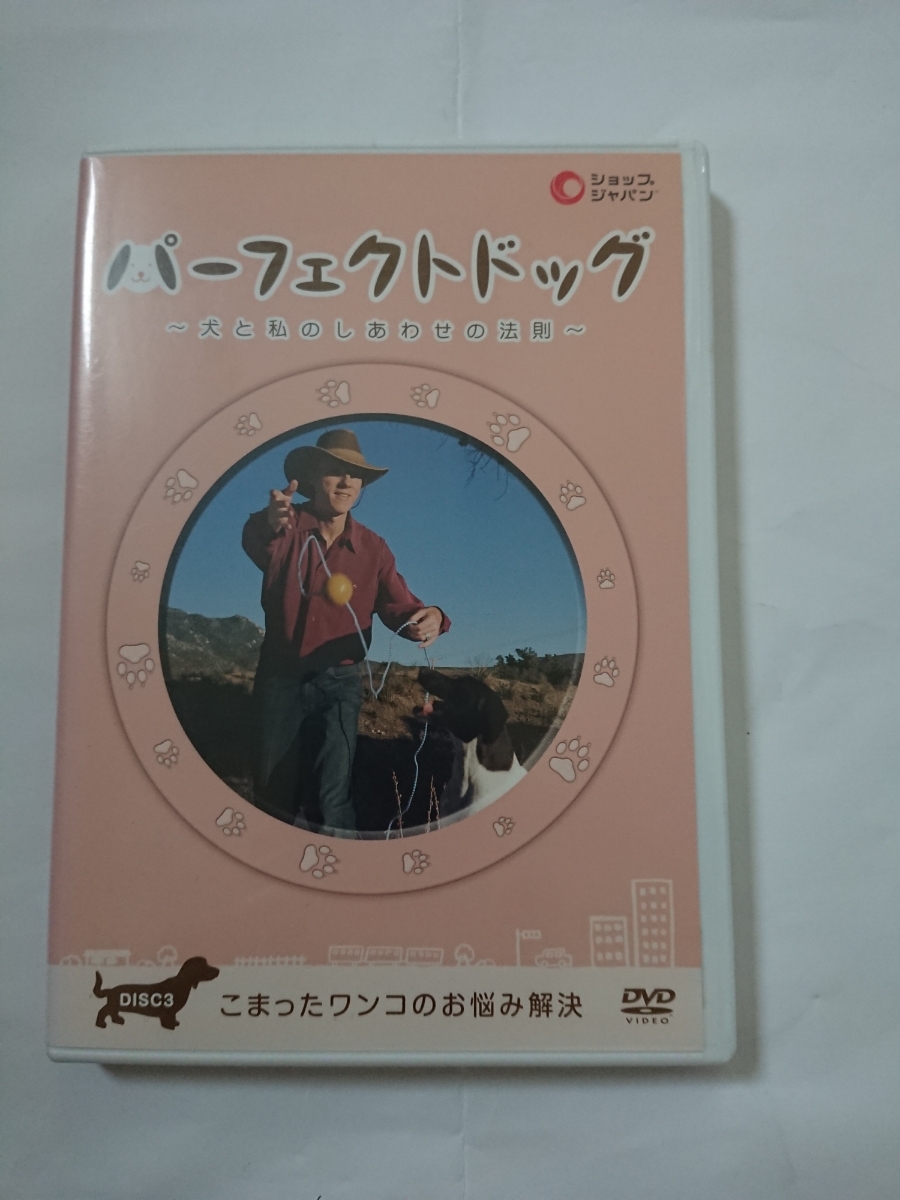 ショップ
ジャパン
パーフェクトドッグ
～犬と私のしあわせの法則～
DISC3
こまったワンコのお悩み解決
DVD
VIDEO